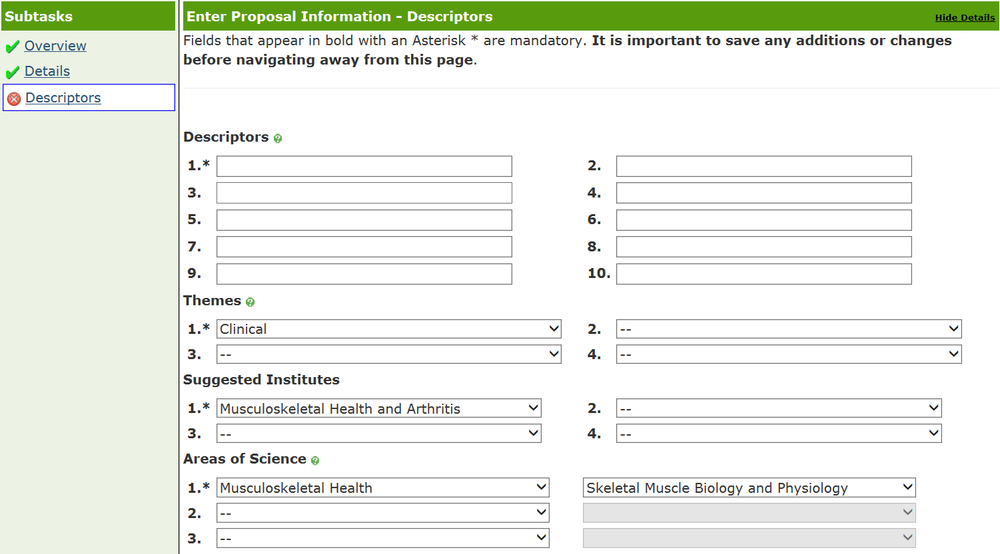 Subtasks
Overview
Details
Descriptors
Enter Proposal Information - Descriptors
Hide Details
Fields that appear in bold with an Asterisk * are mandatory. It is important to save any additions or changes
before navigating away from this page.
Descriptors ?
1.* 2.
3. 4.
5. 6.
7. 8.
9. 10.
Themes ?
1.* Clinical 2. --
3. -- 4. --
Suggested Institutes
1.* Musculoskeletal Health and Arthritis 2. --
3. -- 4. --
Areas of Science ?
1.* Musculoskeletal Health Skeletal Muscle Biology and Physiology
2. --
3. --